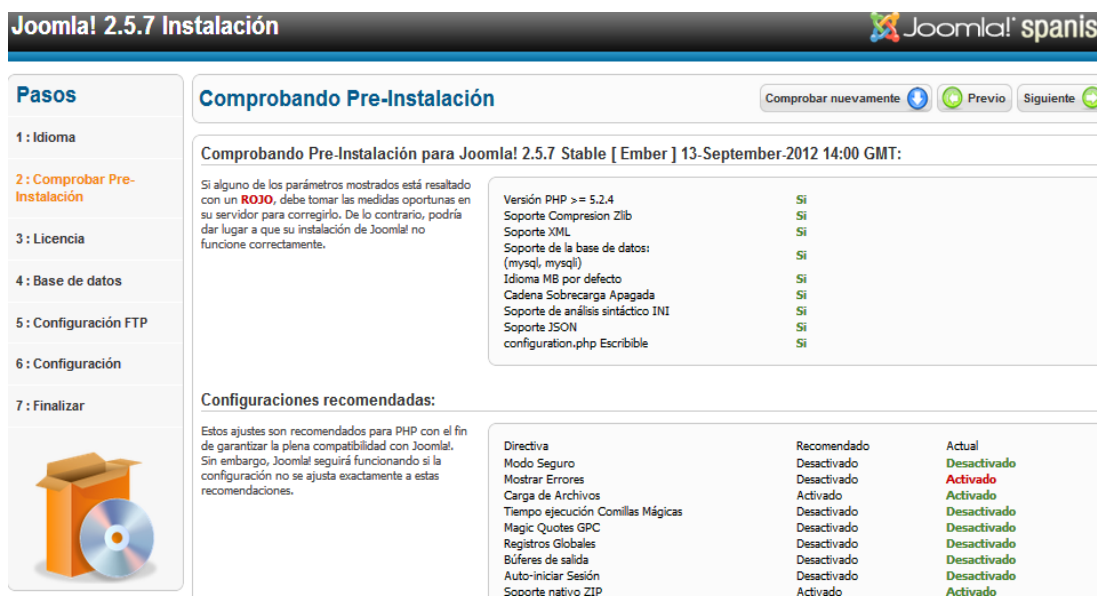 Joomla! 2.5.7 Instalación
Joomla!
Pasos
1 : Idioma
2 : Comprobar Pre-
Instalación
3 : Licencia
4 : Base de datos
5 : Configuración FTP
6 : Configuración
7 : Finalizar
Comprobando Pre-Instalación
Comprobar nuevamente
Previo
Siguiente
Comprobando Pre-Instalación para Joomla! 2.5.7 Stable [ Ember ] 13-September-2012 14:00 GMT:
Si alguno de los parámetros mostrados está resaltado
con un ROJO, debe tomar las medidas oportunas en
su servidor para corregirlo. De lo contrario, podría
dar lugar a que su instalación de Joomla! no
funcione correctamente.
Versión PHP >= 5.2.4 Si
Soporte Compresion Zlib Si
Soporte XML Si
Soporte de la base de datos:
(mysql, mysqli) Si
Idioma MB por defecto Si
Cadena Sobrecarga Apagada Si
Soporte de análisis sintáctico INI Si
Soporte JSON Si
configuration.php Escribible Si
Configuraciones recomendadas:
Estos ajustes son recomendados para PHP con el fin
de garantizar la plena compatibilidad con Joomla!.
Sin embargo, Joomla! seguirá funcionando si la
configuración no se ajusta exactamente a estas
recomendaciones.
Directiva Recomendado Actual
Modo Seguro Desactivado Desactivado
Mostrar Errores Desactivado Activado
Carga de Archivos Activado Activado
Tiempo ejecución Comillas Mágicas Desactivado Desactivado
Magic Quotes GPC Desactivado Desactivado
Registros Globales Desactivado Desactivado
Búferes de salida Desactivado Desactivado
Auto-iniciar Sesión Desactivado Desactivado
Soporte nativo ZIP Activado Activado